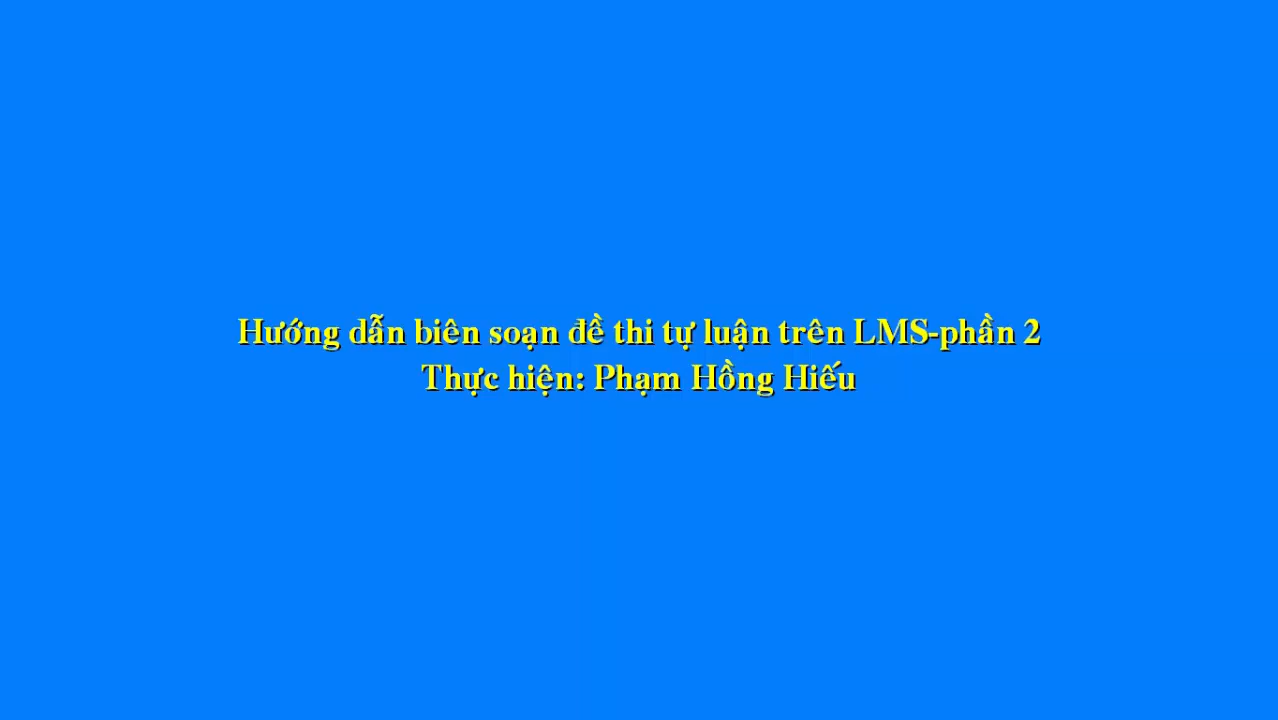 Hướng dẫn biên soạn đề thi tự luận trên LMS-phần 2
Thực hiện: Phạm Hồng Hiếu